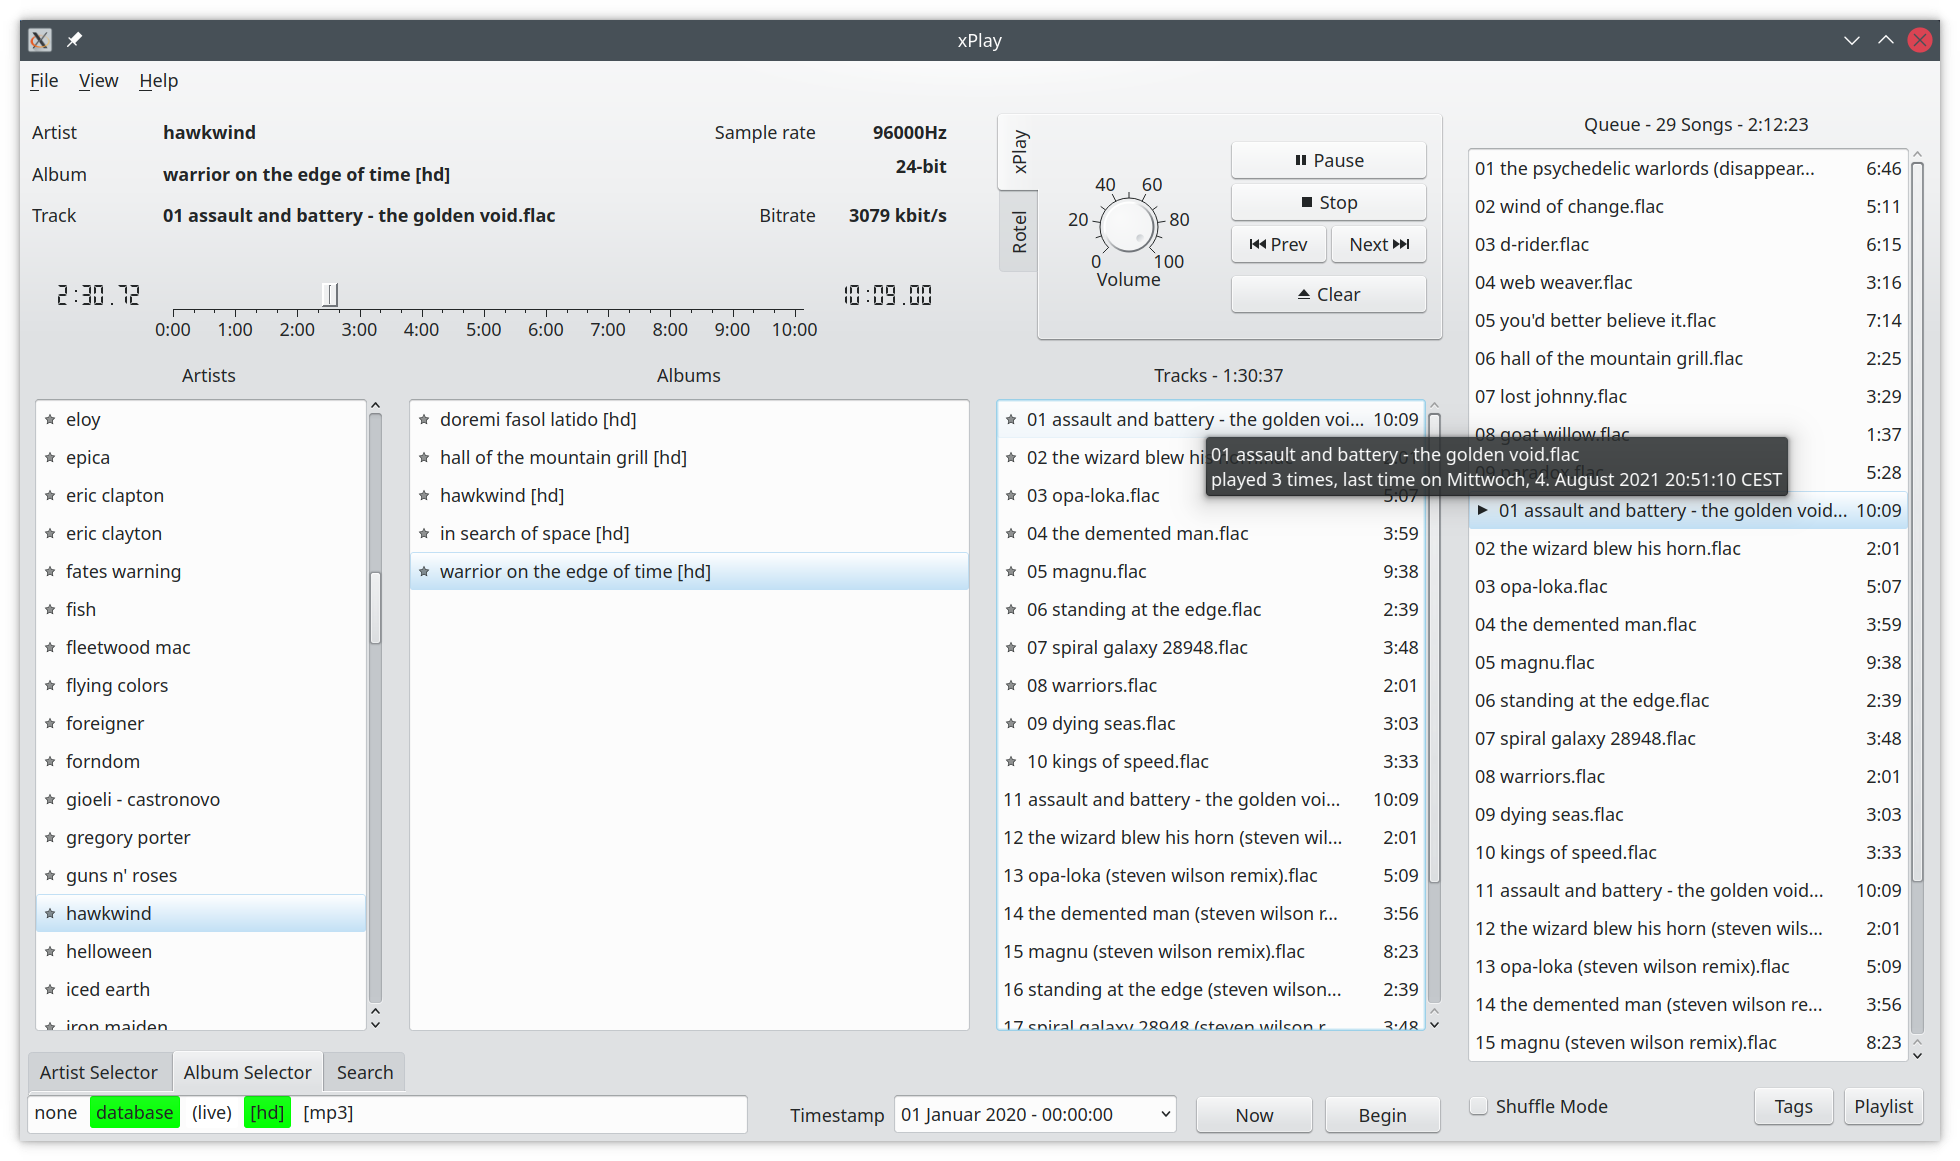 xPlay
File View Help
Artist hawkwind
Album warrior on the edge of time [hd]
Track 01 assault and battery - the golden void.flac
Sample rate 96000Hz
24-bit
Bitrate 3079 kbit/s
2:30.72
10:09.00
0:00 1:00 2:00 3:00 4:00 5:00 6:00 7:00 8:00 9:00 10:00
xPlay
Rotel
0 20 40 60 80 100
Volume
Pause
Stop
Prev Next
Clear
Artists
eloy
epica
eric clapton
eric clayton
fates warning
fish
fleetwood mac
flying colors
foreigner
forndom
gioeli - castronovo
gregory porter
guns n' roses
hawkwind
helloween
iced earth
iron maiden
Albums
doremi fasol latido [hd]
hall of the mountain grill [hd]
hawkwind [hd]
in search of space [hd]
warrior on the edge of time [hd]
Tracks - 1:30:37
01 assault and battery - the golden voi... 10:09
02 the wizard blew his horn.flac 2:01
03 opa-loka.flac 5:07
04 the demented man.flac 3:59
05 magnu.flac 9:38
06 standing at the edge.flac 2:39
07 spiral galaxy 28948.flac 3:48
08 warriors.flac 2:01
09 dying seas.flac 3:03
10 kings of speed.flac 3:33
11 assault and battery - the golden voi... 10:09
12 the wizard blew his horn (steven wil... 2:01
13 opa-loka (steven wilson remix).flac 5:09
14 the demented man (steven wilson r... 3:56
15 magnu (steven wilson remix).flac 8:23
16 standing at the edge (steven wilson... 2:39
17 spiral galaxy 28948 (steven wilson r... 3:48
01 assault and battery - the golden void.flac
played 3 times, last time on Mittwoch, 4. August 2021 20:51:10 CEST
Queue - 29 Songs - 2:12:23
01 the psychedelic warlords (disappear... 6:46
02 wind of change.flac 5:11
03 d-rider.flac 6:15
04 web weaver.flac 3:16
05 you'd better believe it.flac 7:14
06 hall of the mountain grill.flac 2:25
07 lost johnny.flac 3:29
08 goat willow.flac 1:37
09 paradox.flac 5:28
01 assault and battery - the golden void... 10:09
02 the wizard blew his horn.flac 2:01
03 opa-loka.flac 5:07
04 the demented man.flac 3:59
05 magnu.flac 9:38
06 standing at the edge.flac 2:39
07 spiral galaxy 28948.flac 3:48
08 warriors.flac 2:01
09 dying seas.flac 3:03
10 kings of speed.flac 3:33
11 assault and battery - the golden void... 10:09
12 the wizard blew his horn (steven wils... 2:01
13 opa-loka (steven wilson remix).flac 5:09
14 the demented man (steven wilson re... 3:56
15 magnu (steven wilson remix).flac 8:23
Artist Selector Album Selector Search
none database (live) [hd] [mp3]
Timestamp 01 Januar 2020 - 00:00:00 Now Begin
Shuffle Mode Tags Playlist